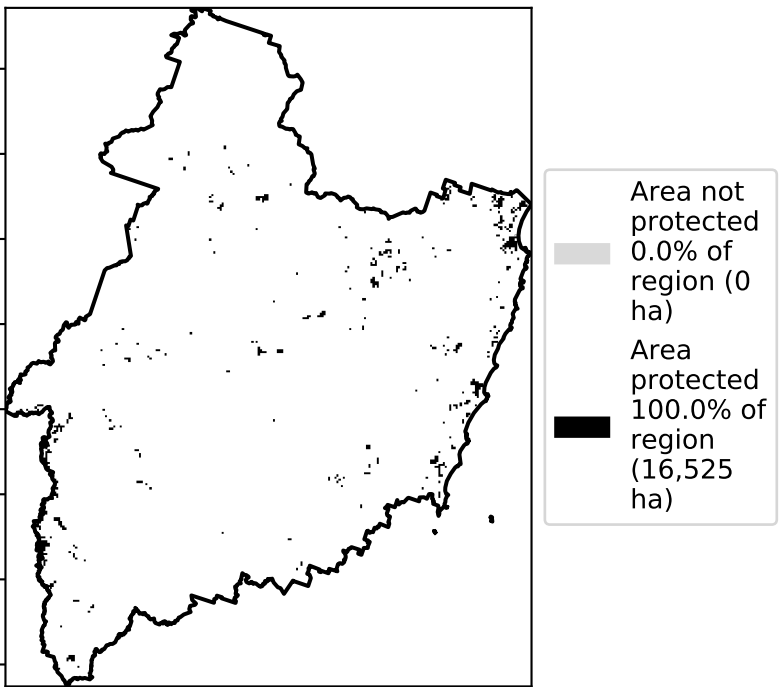 Area not
protected
0.0% of
region (0
ha)
Area
protected
100.0% of
region
(16,525
ha)